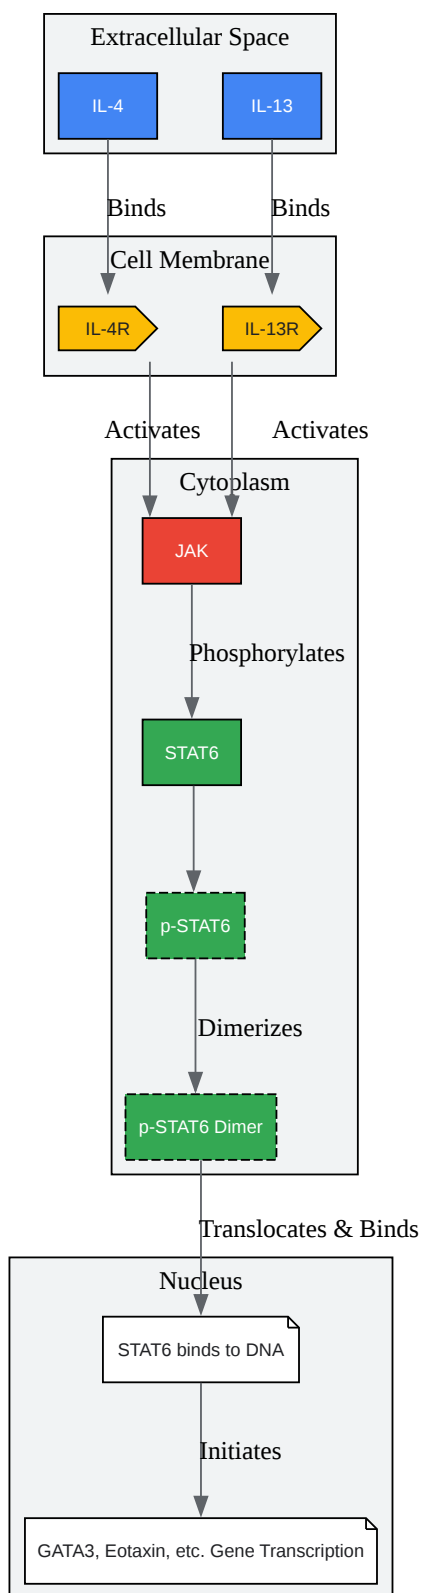 Extracellular Space
IL-4
IL-13
Binds
Binds
Cell Membrane
IL-4R
IL-13R
Activates
Activates
Cytoplasm
JAK
Phosphorylates
STAT6
p-STAT6
Dimerizes
p-STAT6 Dimer
Translocates & Binds
Nucleus
STAT6 binds to DNA
Initiates
GATA3, Eotaxin, etc. Gene Transcription